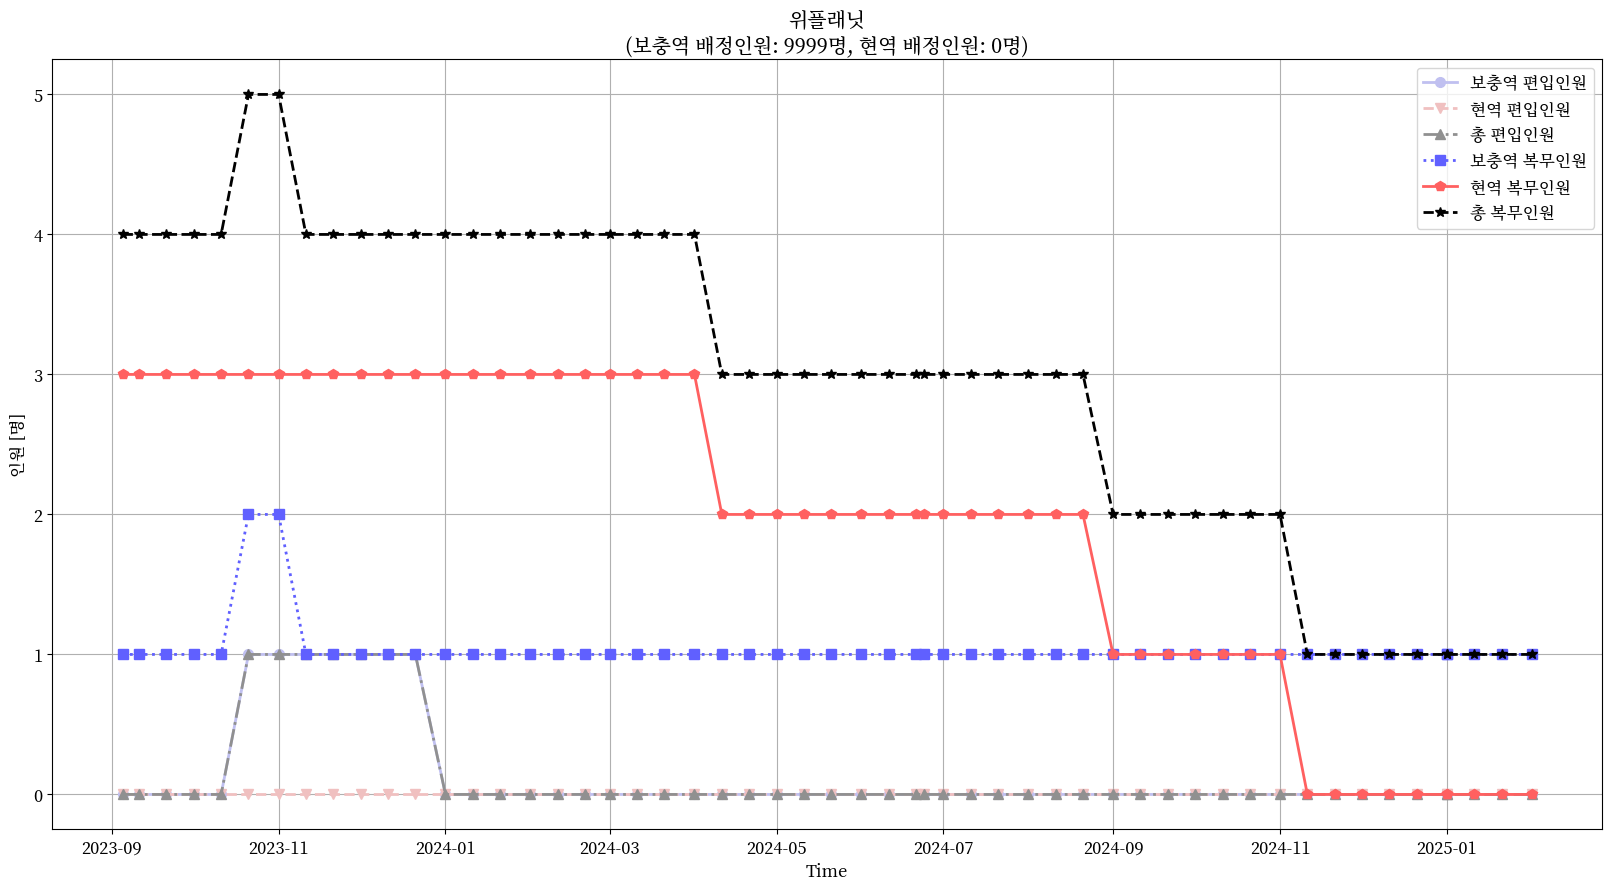 위플래닛
(보충역 배정인원: 9999명, 현역 배정인원: 0명)
보충역 편입인원
현역 편입인원
총 편입인원
보충역 복무인원
현역 복무인원
총 복무인원
인원 [명]
5
4
3
2
1
0
2023-09 2023-11 2024-01 2024-03 2024-05 2024-07 2024-09 2024-11 2025-01
Time